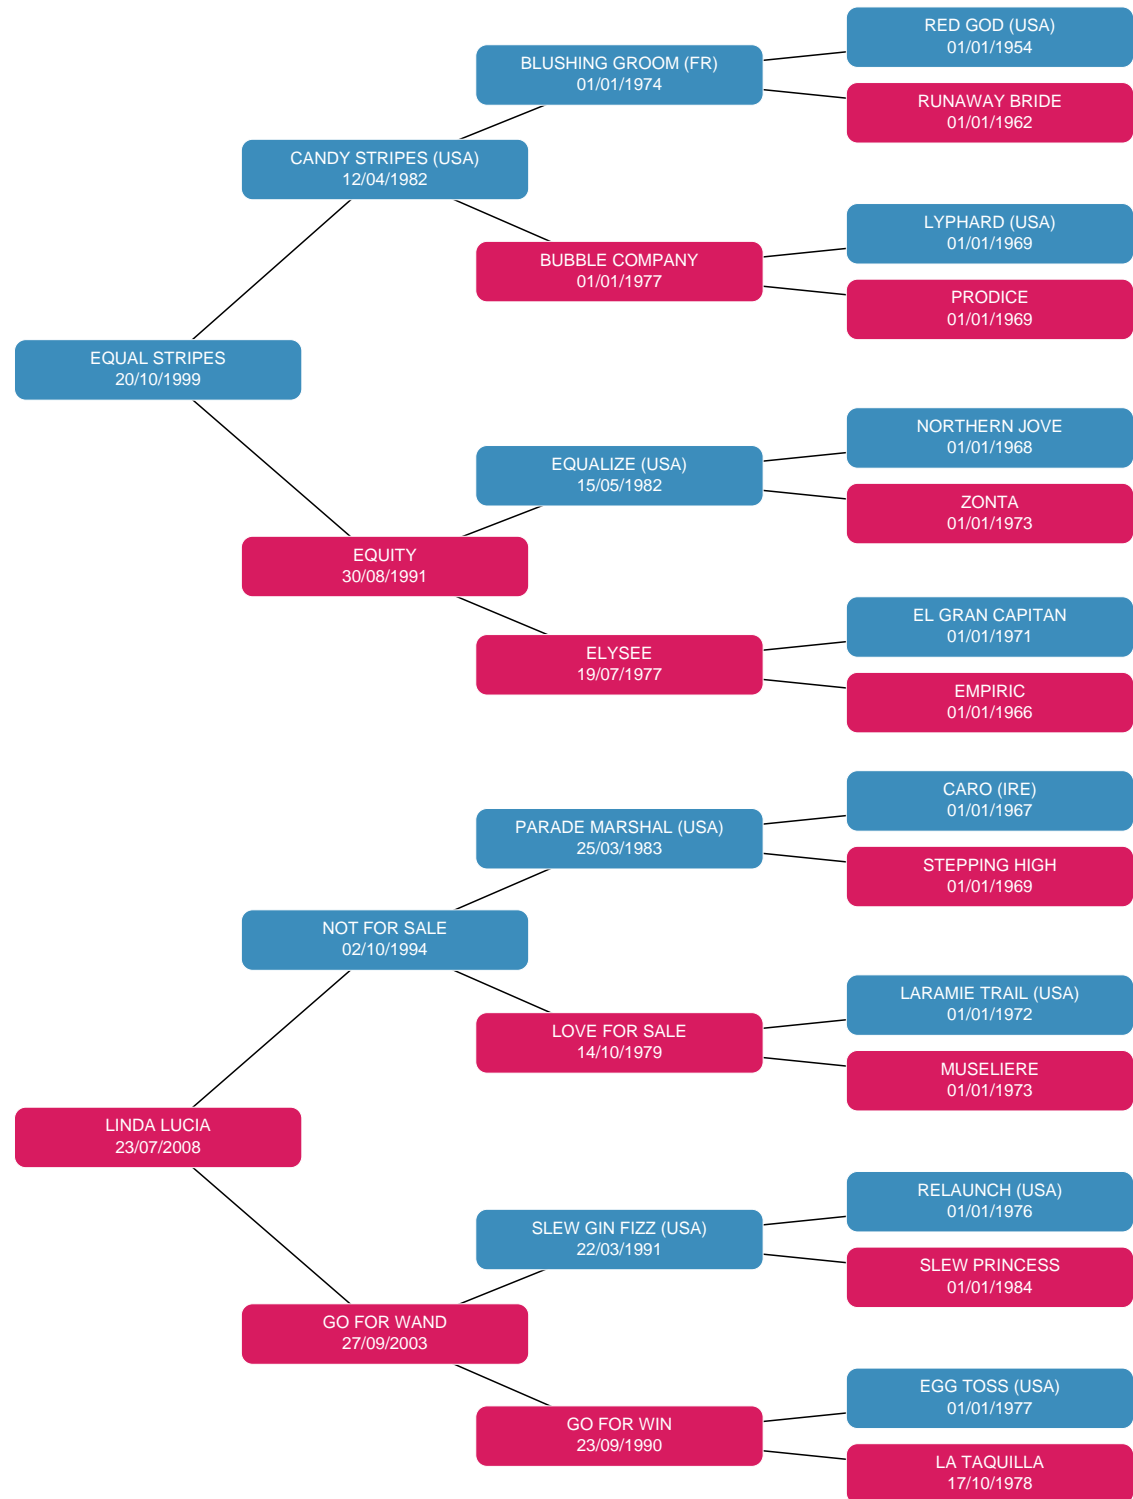 RED GOD (USA)
01/01/1954
BLUSHING GROOM (FR)
01/01/1974
RUNAWAY BRIDE
01/01/1962
CANDY STRIPES (USA)
12/04/1982
LYPHARD (USA)
01/01/1969
BUBBLE COMPANY
01/01/1977
PRODICE
01/01/1969
EQUAL STRIPES
20/10/1999
NORTHERN JOVE
01/01/1968
EQUALIZE (USA)
15/05/1982
ZONTA
01/01/1973
EQUITY
30/08/1991
EL GRAN CAPITAN
01/01/1971
ELYSEE
19/07/1977
EMPIRIC
01/01/1966
CARO (IRE)
01/01/1967
PARADE MARSHAL (USA)
25/03/1983
STEPPING HIGH
01/01/1969
NOT FOR SALE
02/10/1994
LARAMIE TRAIL (USA)
01/01/1972
LOVE FOR SALE
14/10/1979
MUSELIERE
01/01/1973
LINDA LUCIA
23/07/2008
RELAUNCH (USA)
01/01/1976
SLEW GIN FIZZ (USA)
22/03/1991
SLEW PRINCESS
01/01/1984
GO FOR WAND
27/09/2003
EGG TOSS (USA)
01/01/1977
GO FOR WIN
23/09/1990
LA TAQUILLA
17/10/1978